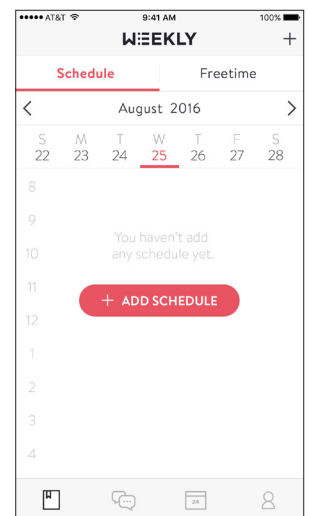 AT&T 9:41 AM 100%
WEEKLY +
Schedule Freetime
< August 2016 >
S M T W T F S
22 23 24 25 26 27 28
8
9
You haven't add
10 any schedule yet.
11
+ ADD SCHEDULE
12
1
2
3
4
24